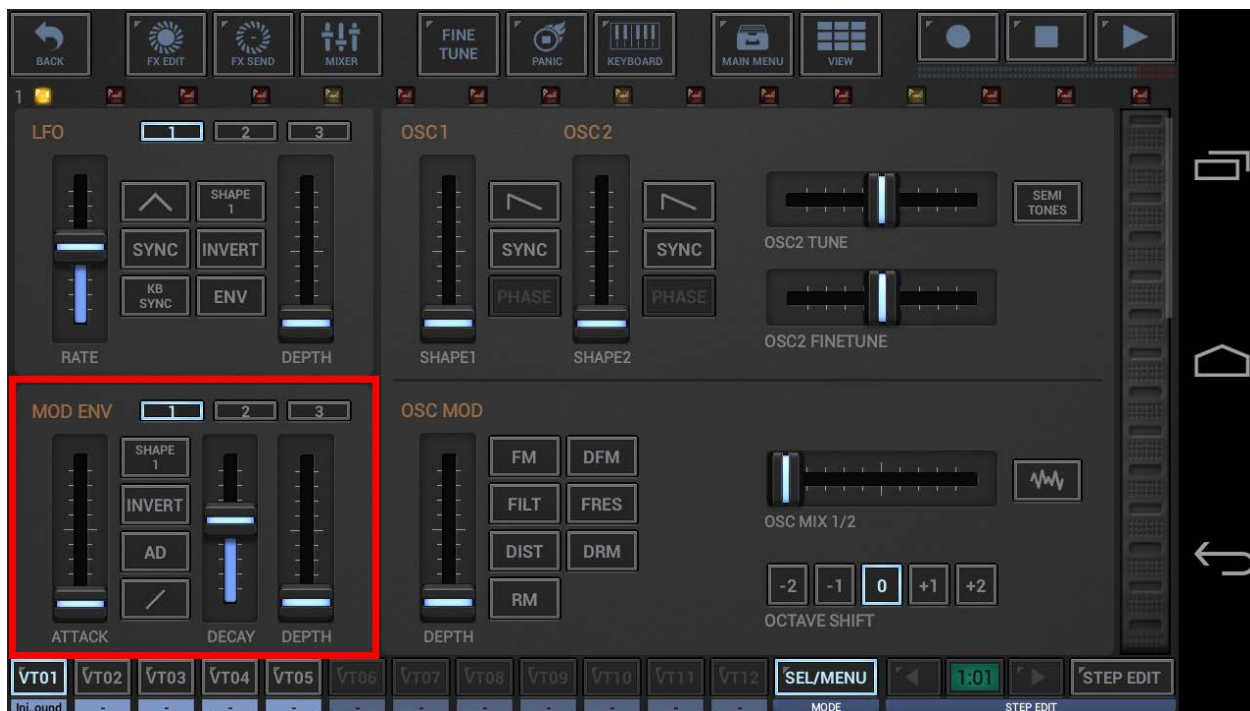 BACK FX EDIT FX SEND MIXER FINE TUNE PANIC KEYBOARD MAIN MENU VIEW
1
LFO 1 2 3 OSC1 OSC2
SHAPE 1 SEMI TONES
SYNC INVERT SYNC SYNC OSC2 TUNE
KB SYNC ENV PHASE PHASE
RATE DEPTH SHAPE1 SHAPE2 OSC2 FINETUNE
MOD ENV 1 2 3 OSC MOD
SHAPE 1 FM DFM
INVERT FILT FRES OSC MIX 1/2
AD DIST DRM
RM -2 -1 0 +1 +2
ATTACK DECAY DEPTH DEPTH OCTAVE SHIFT
VT01 VT02 VT03 VT04 VT05 VT06 VT07 VT08 VT09 VT10 VT11 VT12 SEL/MENU 1:01 STEP EDIT
Ini..ound - - - - - - - - - - - MODE STEP EDIT